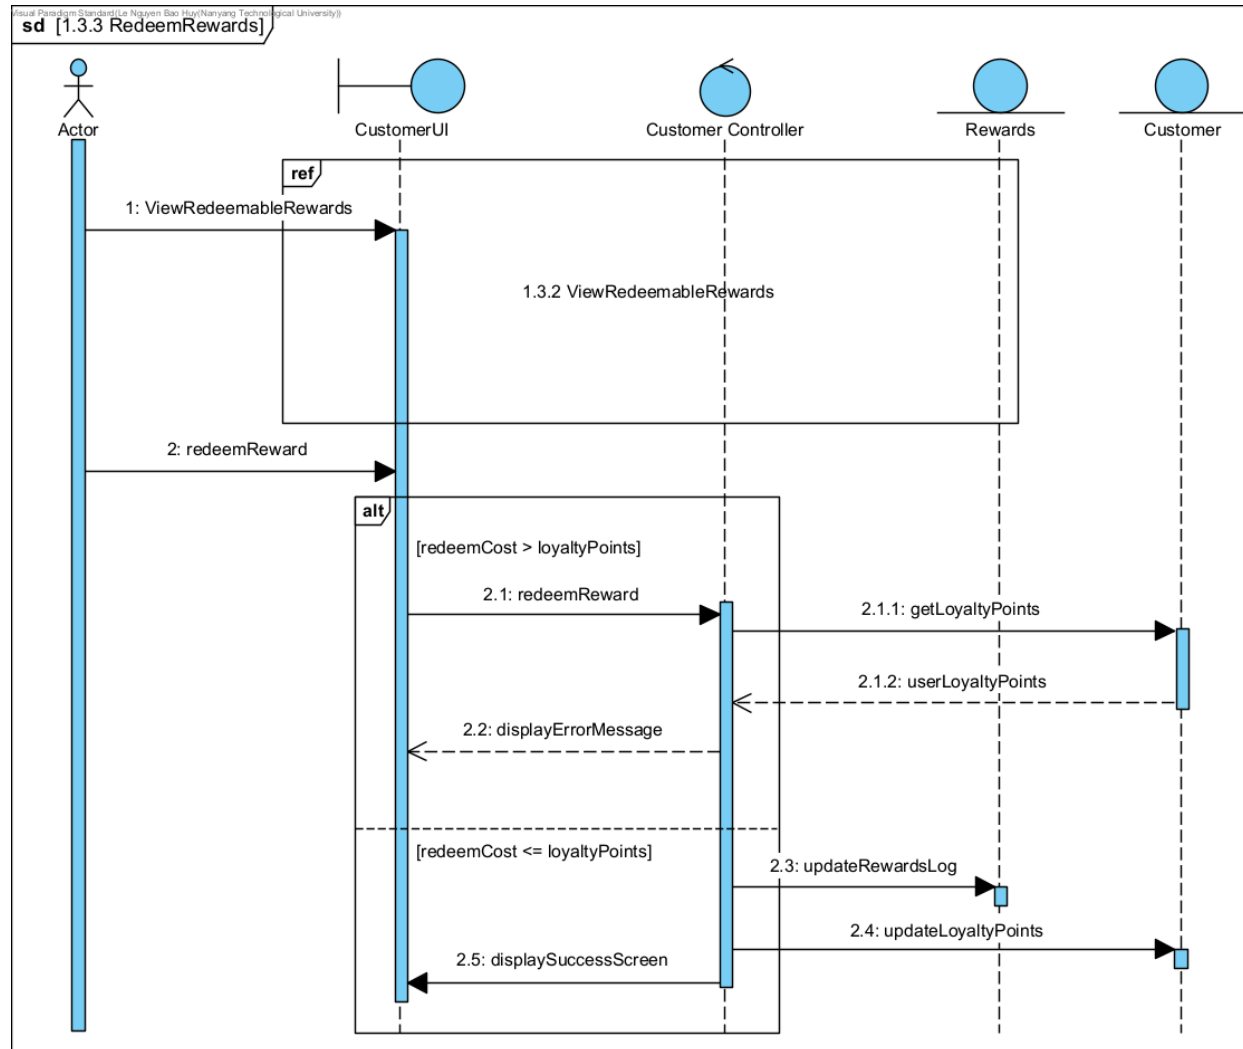 Visual Paradigm Standard(Le Nguyen Bao Huy(Nanyang Technological University))
sd [1.3.3 RedeemRewards]
Actor
CustomerUI
Customer Controller
Rewards
Customer
ref
1: ViewRedeemableRewards
1.3.2 ViewRedeemableRewards
2: redeemReward
alt
[redeemCost > loyaltyPoints]
2.1: redeemReward
2.1.1: getLoyaltyPoints
2.1.2: userLoyaltyPoints
2.2: displayErrorMessage
[redeemCost <= loyaltyPoints]
2.3: updateRewardsLog
2.4: updateLoyaltyPoints
2.5: displaySuccessScreen